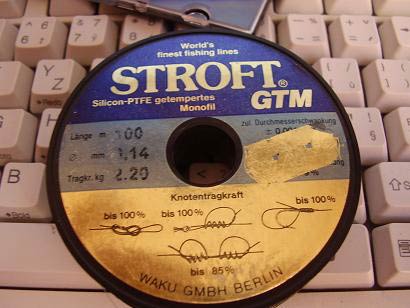 World's
finest fishing lines
STROFT®
GTM
Silicon-PTFE getempertes
Monofil
Länge m 100
zul. Durchmesserschwankung
⌀ mm 0,14
Tragkr. kg 2.20
Knotentragkraft
bis 100%
bis 100%
bis 100%
bis 85%
WAKU GMBH BERLIN